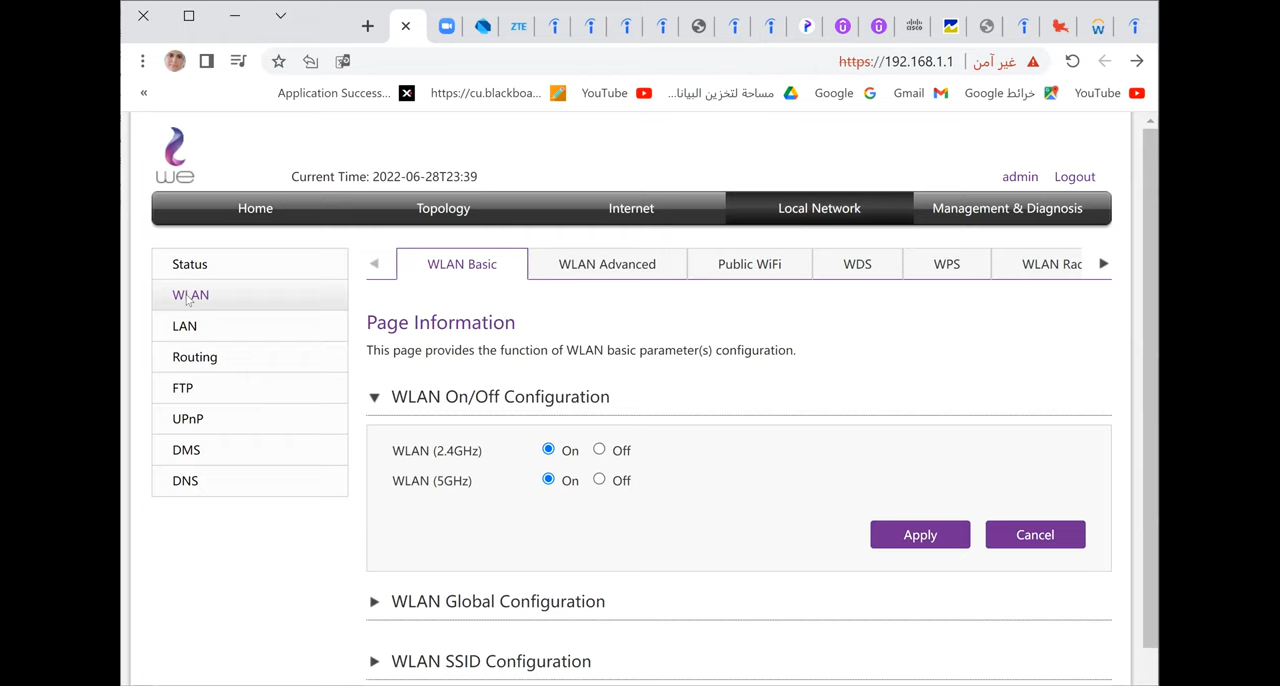 ZTE
cisco
غير آمن
https://192.168.1.1
«
Application Success...
https://cu.blackboa...
YouTube
مساحة لتخزين البيانا...
Google
Gmail
خرائط Google
YouTube
we
Current Time: 2022-06-28T23:39
admin
Logout
Home
Topology
Internet
Local Network
Management & Diagnosis
Status
WLAN
LAN
Routing
FTP
UPnP
DMS
DNS
WLAN Basic
WLAN Advanced
Public WiFi
WDS
WPS
WLAN Rad
Page Information
This page provides the function of WLAN basic parameter(s) configuration.
WLAN On/Off Configuration
WLAN (2.4GHz) On Off
WLAN (5GHz) On Off
Apply
Cancel
WLAN Global Configuration
WLAN SSID Configuration